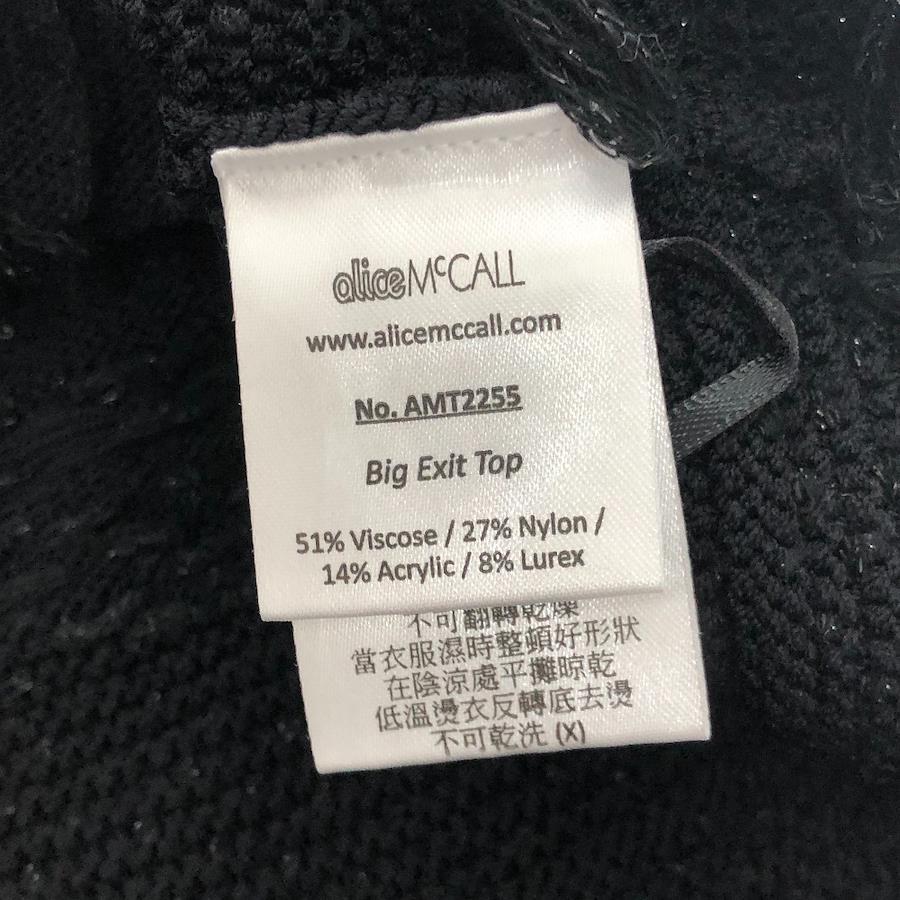 alice McCALL
www.alicemccall.com
No. AMT2255
Big Exit Top
51% Viscose / 27% Nylon /
14% Acrylic / 8% Lurex
不可翻轉乾燥
當衣服濕時整頓好形狀
在陰涼處平攤晾乾
低溫燙衣反轉底去燙
不可乾洗 (X)